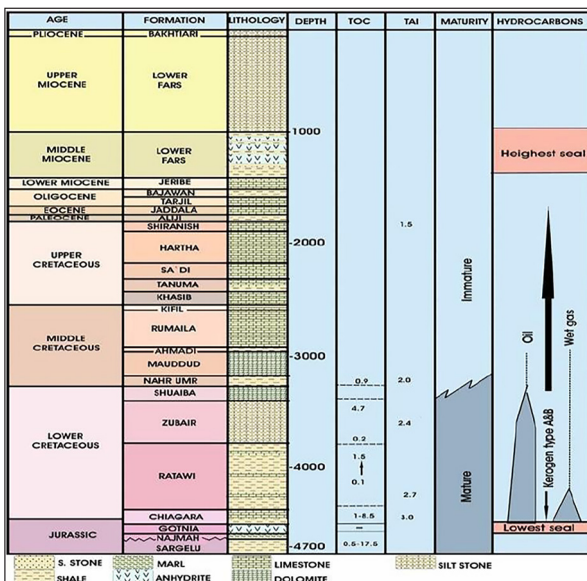 AGE FORMATION LITHOLOGY DEPTH TOC TAI MATURITY HYDROCARBONS
PLIOCENE BAKHTIARI
UPPER MIOCENE LOWER FARS
1000
MIDDLE MIOCENE LOWER FARS
Heighest seal
LOWER MIOCENE JERIBE
OLIGOCENE BAJAWAN
TARJIL
EOCENE JADDALA
PALEOCENE ALIJI
1.5
UPPER CRETACEOUS SHIRANISH
HARTHA
-2000
SA`DI
TANUMA
KHASIB
Immature
MIDDLE CRETACEOUS KIFIL
RUMAILA
AHMADI
-3000
MAUDDUD
Oil
Wet gas
NAHR UMR 0.9 2.0
LOWER CRETACEOUS SHUAIBA
4.7
ZUBAIR 2.4
0.2
RATAWI 1.5
-4000
0.1
2.7
Mature
Kerogen type A&B
CHIAGARA 1-8.5 3.0
JURASSIC GOTNIA
Lowest seal
NAJMAH
SARGELU -4700 0.5-17.5
S. STONE MARL LIMESTONE SILT STONE
SHALE ANHYDRITE DOLOMITE